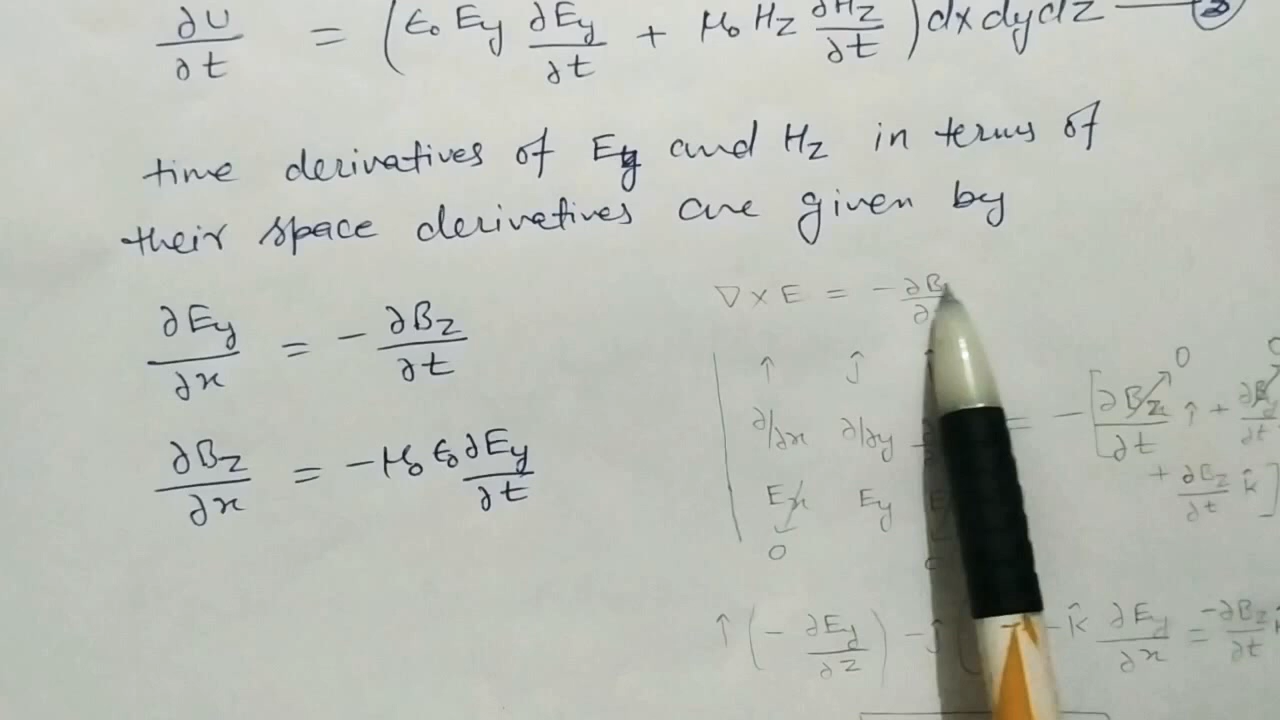 ∂U/∂t = (ε₀ Ey ∂Ey/∂t + μ₀ Hz ∂Hz/∂t) dx dy dz — ②
time derivatives of Ey and Hz in terms of
their space derivatives are given by
∂Ey/∂x = - ∂Bz/∂t
∂Bz/∂x = - μ₀ ε₀ ∂Ey/∂t
∇ × E = - ∂B
î ĵ
∂/∂x ∂/∂y = - [∂Bz/∂t î +
Ex Ey + ∂Bz/∂t k̂]
0 0
î (- ∂Ey/∂z) - ĵ ( - k̂ ∂Ey/∂x = -∂Bz/∂t